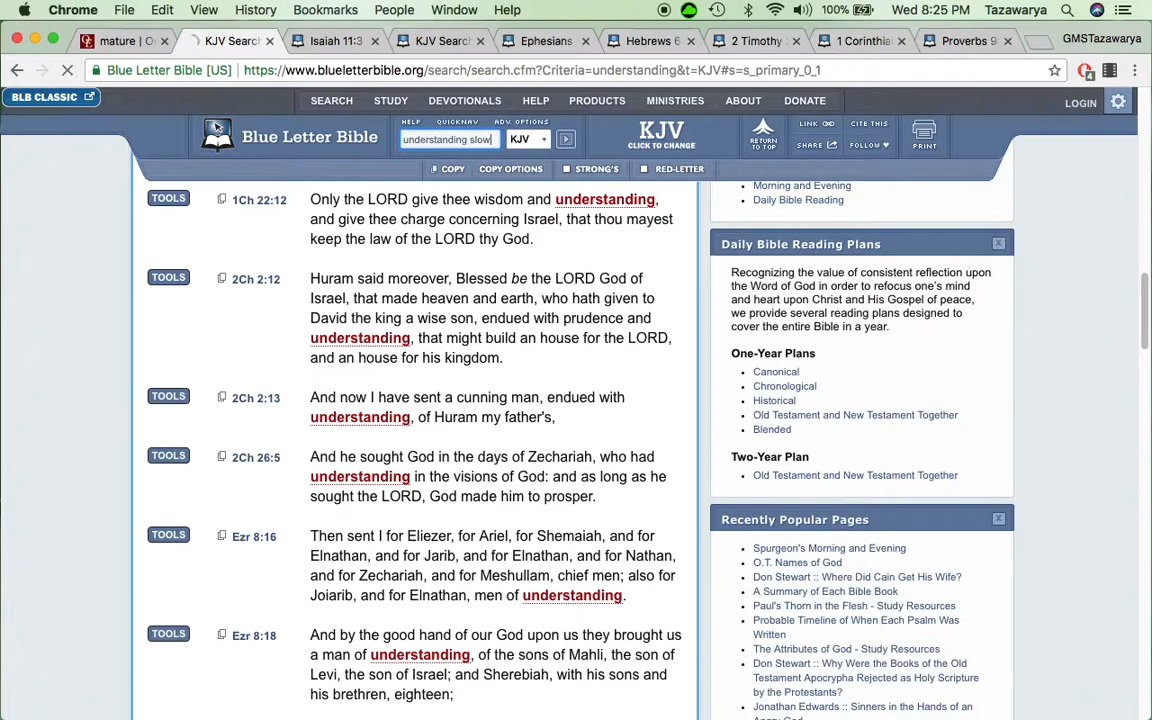 Chrome File Edit View History Bookmarks People Window Help 100% Wed 8:25 PM Tazawarya
mature | O KJV Search Isaiah 11:3 KJV Searc Ephesians Hebrews 6: 2 Timothy 1 Corinthia Proverbs 9 GMSTazawarya
Blue Letter Bible [US] https://www.blueletterbible.org/search/search.cfm?Criteria=understanding&t=KJV#s=s_primary_0_1
BLB CLASSIC
SEARCH STUDY DEVOTIONALS HELP PRODUCTS MINISTRIES ABOUT DONATE LOGIN
HELP QUICKNAV ADV. OPTIONS
Blue Letter Bible understanding slow KJV
KJV
CLICK TO CHANGE
RETURN
TO TOP
LINK CITE THIS
SHARE FOLLOW PRINT
COPY COPY OPTIONS STRONG'S RED-LETTER
TOOLS 1Ch 22:12 Only the LORD give thee wisdom and understanding,
and give thee charge concerning Israel, that thou mayest
keep the law of the LORD thy God.
TOOLS 2Ch 2:12 Huram said moreover, Blessed be the LORD God of
Israel, that made heaven and earth, who hath given to
David the king a wise son, endued with prudence and
understanding, that might build an house for the LORD,
and an house for his kingdom.
TOOLS 2Ch 2:13 And now I have sent a cunning man, endued with
understanding, of Huram my father's,
TOOLS 2Ch 26:5 And he sought God in the days of Zechariah, who had
understanding in the visions of God: and as long as he
sought the LORD, God made him to prosper.
TOOLS Ezr 8:16 Then sent I for Eliezer, for Ariel, for Shemaiah, and for
Elnathan, and for Jarib, and for Elnathan, and for Nathan,
and for Zechariah, and for Meshullam, chief men; also for
Joiarib, and for Elnathan, men of understanding.
TOOLS Ezr 8:18 And by the good hand of our God upon us they brought us
a man of understanding, of the sons of Mahli, the son of
Levi, the son of Israel; and Sherebiah, with his sons and
his brethren, eighteen;
Morning and Evening
Daily Bible Reading
Daily Bible Reading Plans
Recognizing the value of consistent reflection upon
the Word of God in order to refocus one's mind
and heart upon Christ and His Gospel of peace,
we provide several reading plans designed to
cover the entire Bible in a year.
One-Year Plans
Canonical
Chronological
Historical
Old Testament and New Testament Together
Blended
Two-Year Plan
Old Testament and New Testament Together
Recently Popular Pages
Spurgeon's Morning and Evening
O.T. Names of God
Don Stewart :: Where Did Cain Get His Wife?
A Summary of Each Bible Book
Paul's Thorn in the Flesh - Study Resources
Probable Timeline of When Each Psalm Was
Written
The Attributes of God - Study Resources
Don Stewart :: Why Were the Books of the Old
Testament Apocrypha Rejected as Holy Scripture
by the Protestants?
Jonathan Edwards :: Sinners in the Hands of an